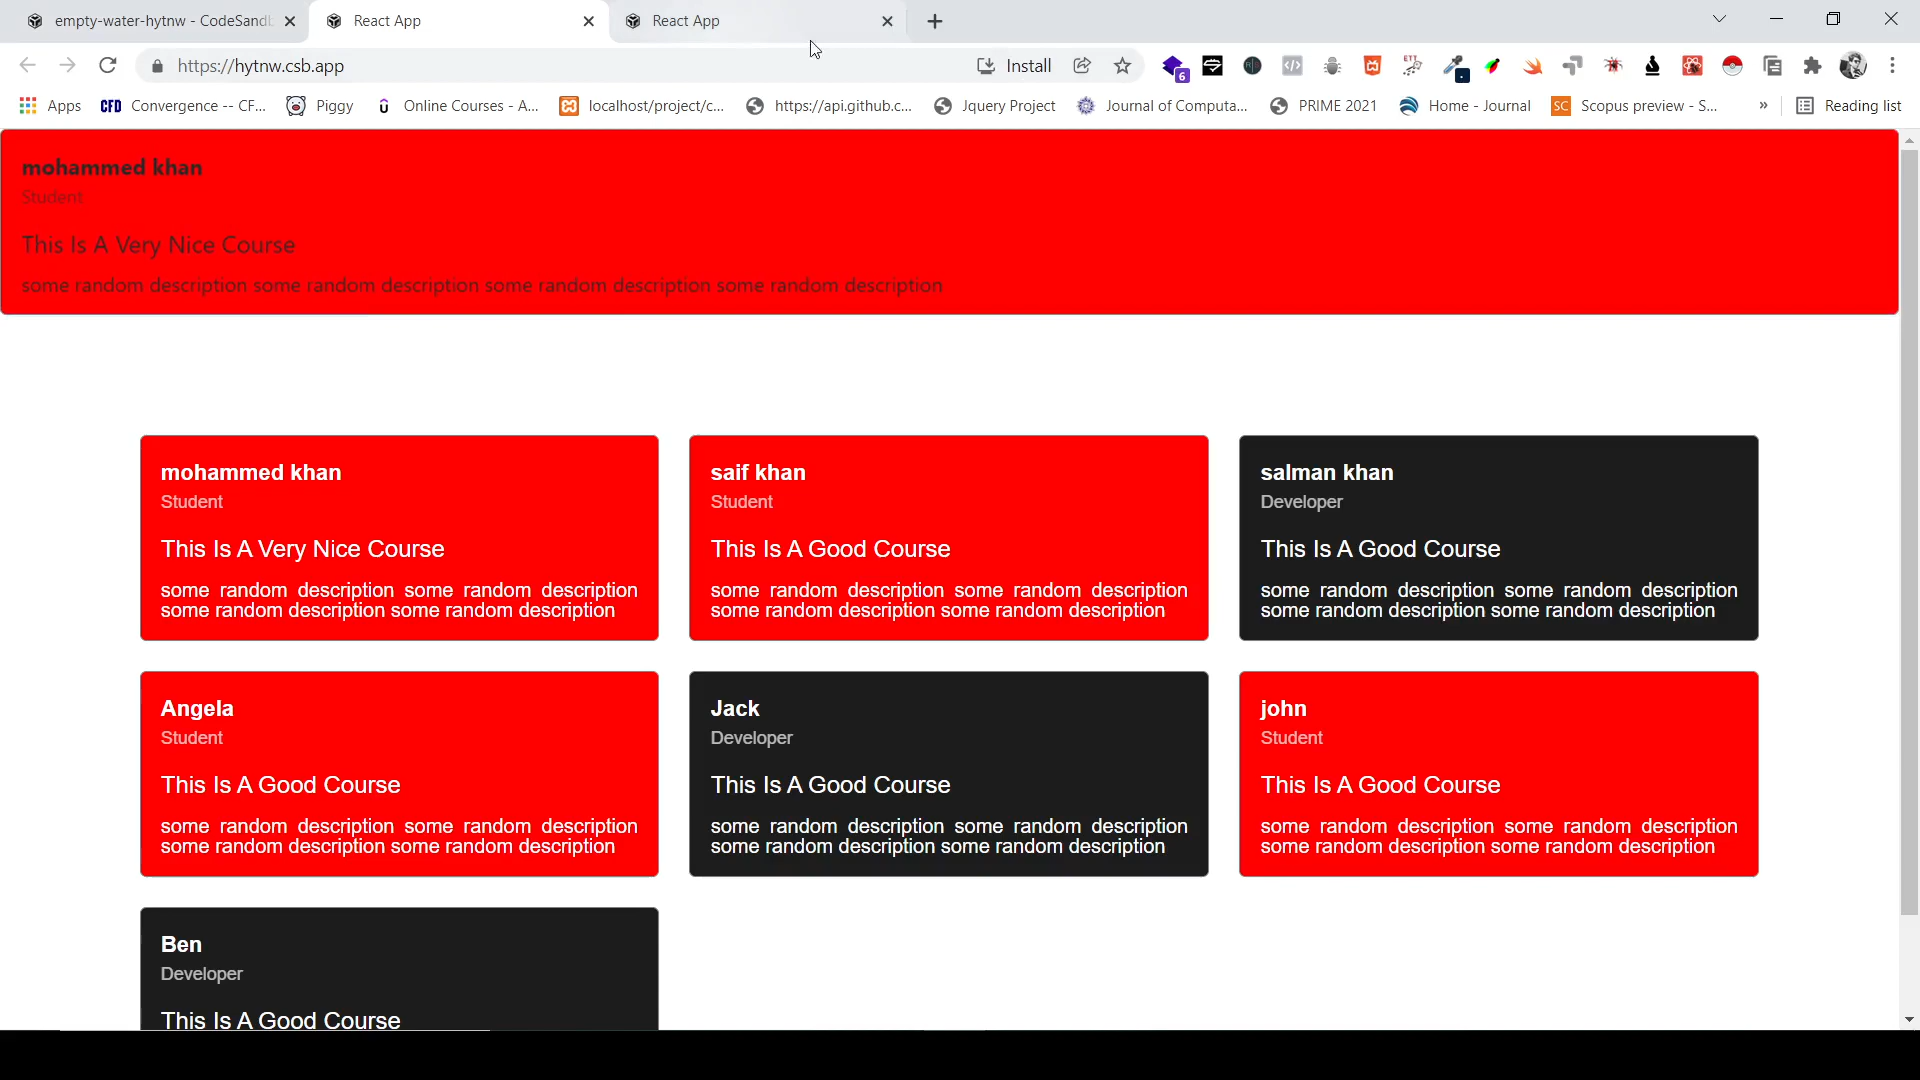 empty-water-hytnw - CodeSand
React App
React App
https://hytnw.csb.app
Install
6
ETT
Apps
CFD Convergence -- CF...
Piggy
Online Courses - A...
localhost/project/c...
https://api.github.c...
Jquery Project
Journal of Computa...
PRIME 2021
Home - Journal
SC Scopus preview - S...
»
Reading list
mohammed khan
Student
This Is A Very Nice Course
some random description some random description some random description some random description
mohammed khan
Student
This Is A Very Nice Course
some random description some random description
some random description some random description
saif khan
Student
This Is A Good Course
some random description some random description
some random description some random description
salman khan
Developer
This Is A Good Course
some random description some random description
some random description some random description
Angela
Student
This Is A Good Course
some random description some random description
some random description some random description
Jack
Developer
This Is A Good Course
some random description some random description
some random description some random description
john
Student
This Is A Good Course
some random description some random description
some random description some random description
Ben
Developer
This Is A Good Course